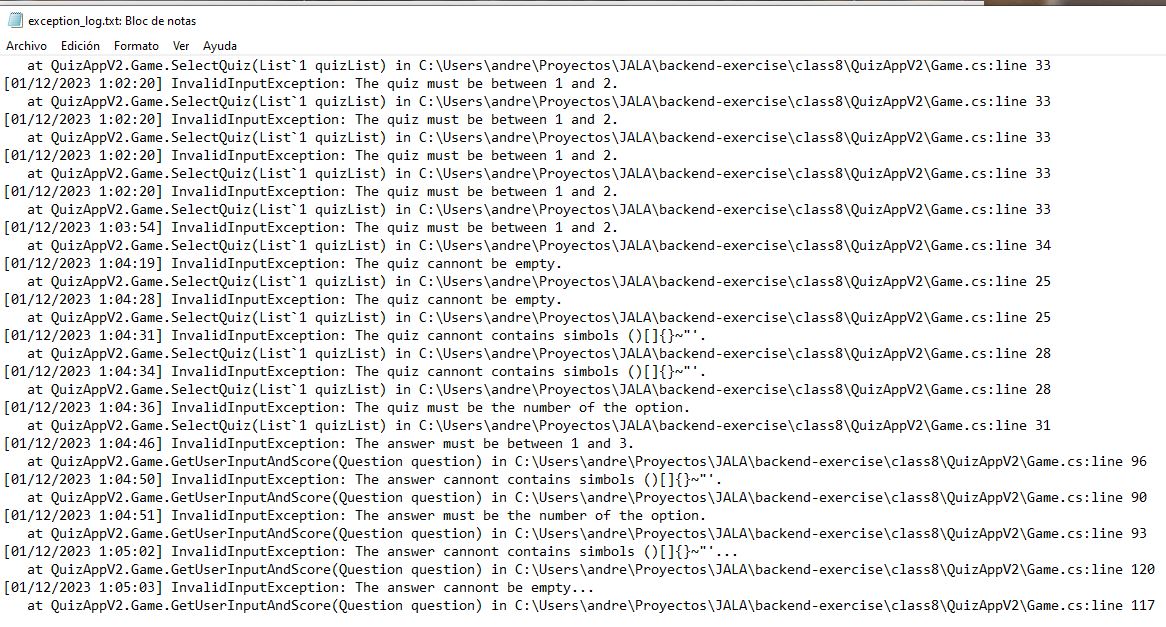 exception_log.txt: Bloc de notas
Archivo Edición Formato Ver Ayuda
at QuizAppV2.Game.SelectQuiz(List`1 quizList) in C:\Users\andre\Proyectos\JALA\backend-exercise\class8\QuizAppV2\Game.cs:line 33
[01/12/2023 1:02:20] InvalidInputException: The quiz must be between 1 and 2.
at QuizAppV2.Game.SelectQuiz(List`1 quizList) in C:\Users\andre\Proyectos\JALA\backend-exercise\class8\QuizAppV2\Game.cs:line 33
[01/12/2023 1:02:20] InvalidInputException: The quiz must be between 1 and 2.
at QuizAppV2.Game.SelectQuiz(List`1 quizList) in C:\Users\andre\Proyectos\JALA\backend-exercise\class8\QuizAppV2\Game.cs:line 33
[01/12/2023 1:02:20] InvalidInputException: The quiz must be between 1 and 2.
at QuizAppV2.Game.SelectQuiz(List`1 quizList) in C:\Users\andre\Proyectos\JALA\backend-exercise\class8\QuizAppV2\Game.cs:line 33
[01/12/2023 1:02:20] InvalidInputException: The quiz must be between 1 and 2.
at QuizAppV2.Game.SelectQuiz(List`1 quizList) in C:\Users\andre\Proyectos\JALA\backend-exercise\class8\QuizAppV2\Game.cs:line 33
[01/12/2023 1:03:54] InvalidInputException: The quiz must be between 1 and 2.
at QuizAppV2.Game.SelectQuiz(List`1 quizList) in C:\Users\andre\Proyectos\JALA\backend-exercise\class8\QuizAppV2\Game.cs:line 34
[01/12/2023 1:04:19] InvalidInputException: The quiz cannont be empty.
at QuizAppV2.Game.SelectQuiz(List`1 quizList) in C:\Users\andre\Proyectos\JALA\backend-exercise\class8\QuizAppV2\Game.cs:line 25
[01/12/2023 1:04:28] InvalidInputException: The quiz cannont be empty.
at QuizAppV2.Game.SelectQuiz(List`1 quizList) in C:\Users\andre\Proyectos\JALA\backend-exercise\class8\QuizAppV2\Game.cs:line 25
[01/12/2023 1:04:31] InvalidInputException: The quiz cannont contains simbols ()[]{}~"'.
at QuizAppV2.Game.SelectQuiz(List`1 quizList) in C:\Users\andre\Proyectos\JALA\backend-exercise\class8\QuizAppV2\Game.cs:line 28
[01/12/2023 1:04:34] InvalidInputException: The quiz cannont contains simbols ()[]{}~"'.
at QuizAppV2.Game.SelectQuiz(List`1 quizList) in C:\Users\andre\Proyectos\JALA\backend-exercise\class8\QuizAppV2\Game.cs:line 28
[01/12/2023 1:04:36] InvalidInputException: The quiz must be the number of the option.
at QuizAppV2.Game.SelectQuiz(List`1 quizList) in C:\Users\andre\Proyectos\JALA\backend-exercise\class8\QuizAppV2\Game.cs:line 31
[01/12/2023 1:04:46] InvalidInputException: The answer must be between 1 and 3.
at QuizAppV2.Game.GetUserInputAndScore(Question question) in C:\Users\andre\Proyectos\JALA\backend-exercise\class8\QuizAppV2\Game.cs:line 96
[01/12/2023 1:04:50] InvalidInputException: The answer cannont contains simbols ()[]{}~"'.
at QuizAppV2.Game.GetUserInputAndScore(Question question) in C:\Users\andre\Proyectos\JALA\backend-exercise\class8\QuizAppV2\Game.cs:line 90
[01/12/2023 1:04:51] InvalidInputException: The answer must be the number of the option.
at QuizAppV2.Game.GetUserInputAndScore(Question question) in C:\Users\andre\Proyectos\JALA\backend-exercise\class8\QuizAppV2\Game.cs:line 93
[01/12/2023 1:05:02] InvalidInputException: The answer cannont contains simbols ()[]{}~"'...
at QuizAppV2.Game.GetUserInputAndScore(Question question) in C:\Users\andre\Proyectos\JALA\backend-exercise\class8\QuizAppV2\Game.cs:line 120
[01/12/2023 1:05:03] InvalidInputException: The answer cannont be empty...
at QuizAppV2.Game.GetUserInputAndScore(Question question) in C:\Users\andre\Proyectos\JALA\backend-exercise\class8\QuizAppV2\Game.cs:line 117